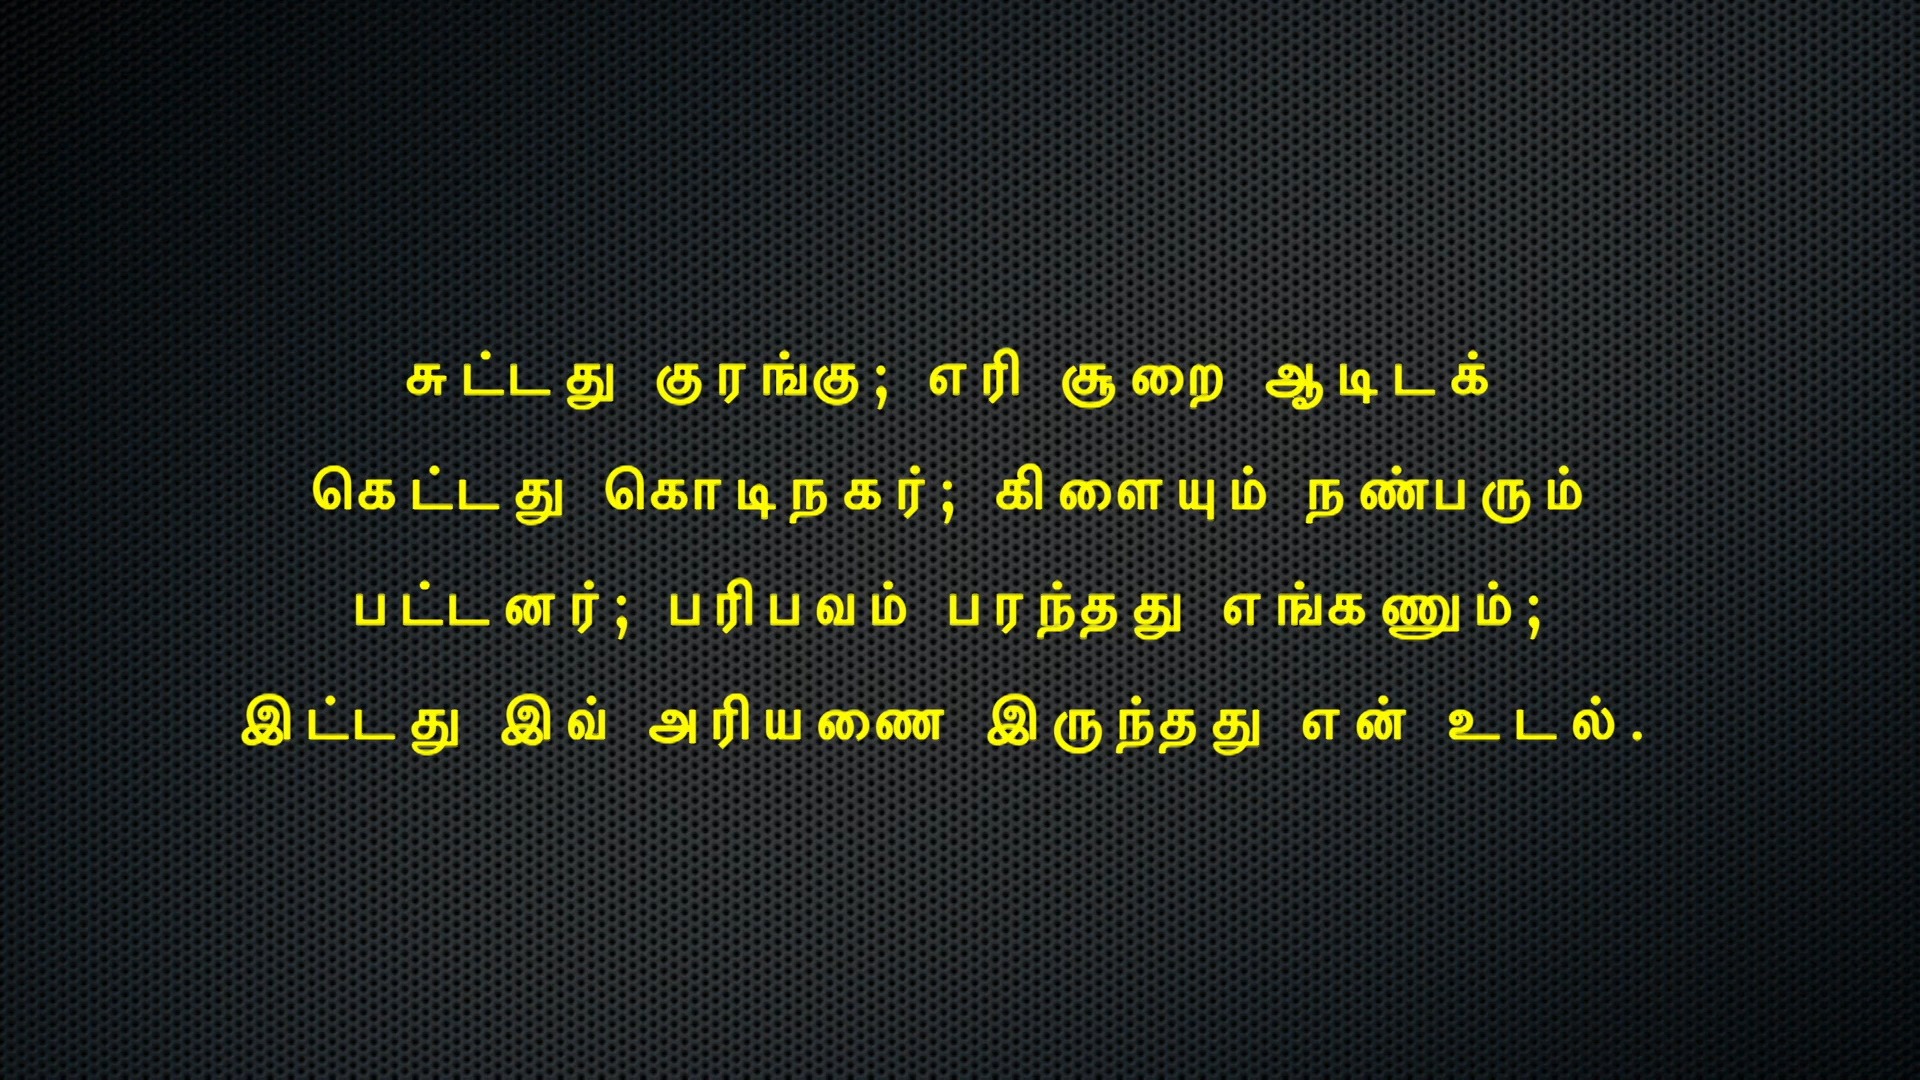 சுட்டது குரங்கு; எரி சூறை ஆடிடக்
கெட்டது கொடிநகர்; கிளையும் நண்பரும்
பட்டனர்; பரிபவம் பரந்தது எங்கணும்;
இட்டது இவ் அரியணை இருந்தது என் உடல்.